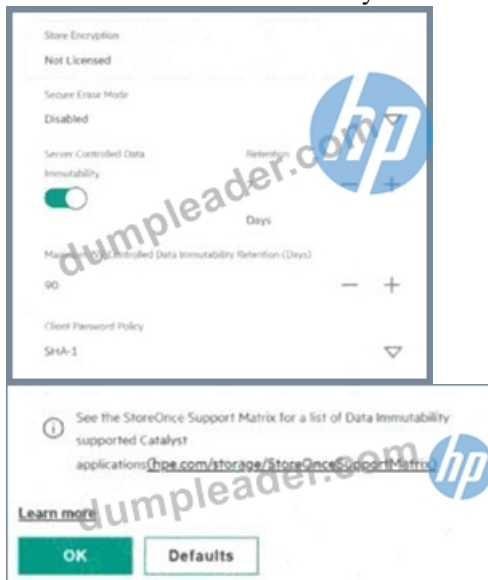 Store Encryption
Not Licensed
Secure Erase Mode
Disabled
Server Controlled Data
Immutability
Retention
Days
Controlled Data Immutability Retention (Days)
90
Client Password Policy
SHA-1
hp
dumpleader.com
See the StoreOnce Support Matrix for a list of Data Immutability
supported Catalyst
applications(hpe.com/storage/StoreOnceSupportMatrix)
hp
dumpleader.com
Learn more
OK
Defaults